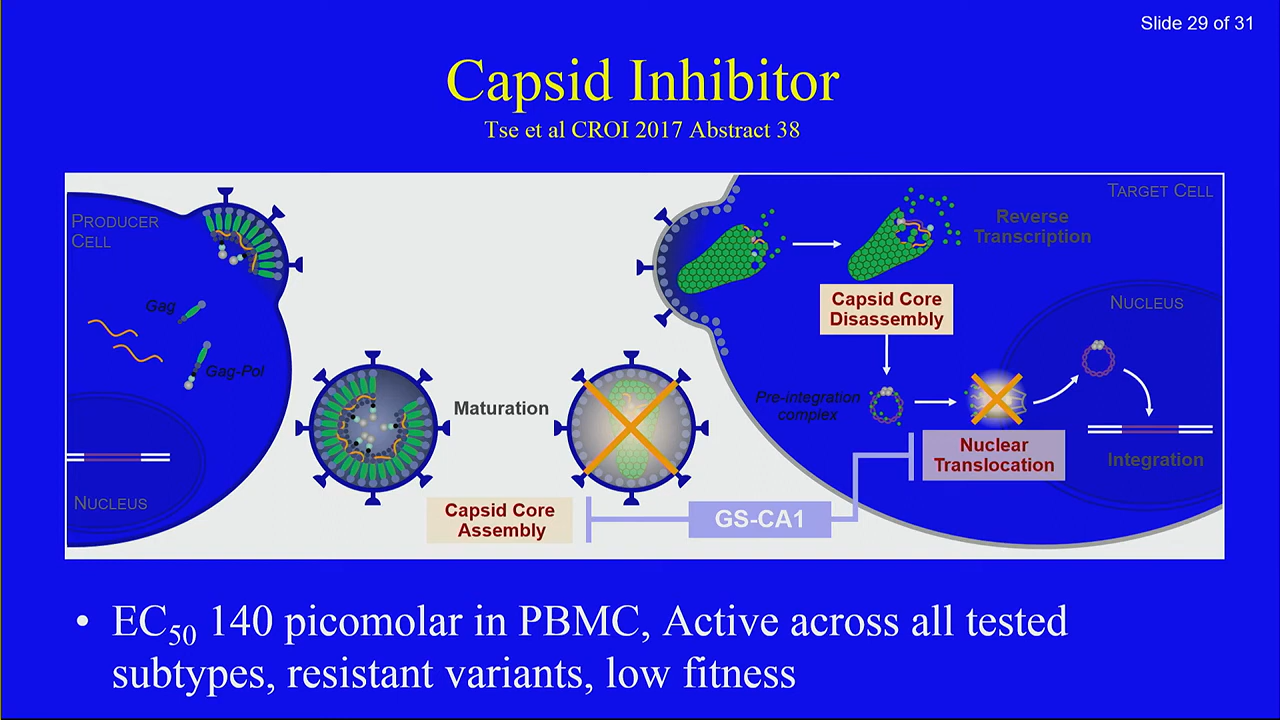 Slide 29 of 31
Capsid Inhibitor
Tse et al CROI 2017 Abstract 38
PRODUCER
CELL
Gag
Gag-Pol
NUCLEUS
Maturation
Capsid Core
Assembly
GS-CA1
TARGET CELL
Reverse
Transcription
Capsid Core
Disassembly
NUCLEUS
Pre-integration
complex
Nuclear
Translocation
Integration
• EC50 140 picomolar in PBMC, Active across all tested
subtypes, resistant variants, low fitness